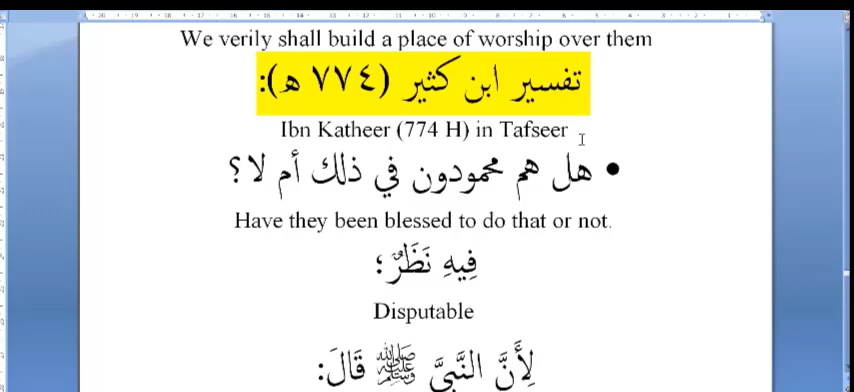 We verily shall build a place of worship over them
تفسير ابن كثير (٧٧٤ هـ):
Ibn Katheer (774 H) in Tafseer
• هل هم محمودون في ذلك أم لا؟
Have they been blessed to do that or not.
فِيهِ نَظَرٌ؛
Disputable
لِأَنَّ النَّبِيَّ ﷺ قَالَ: